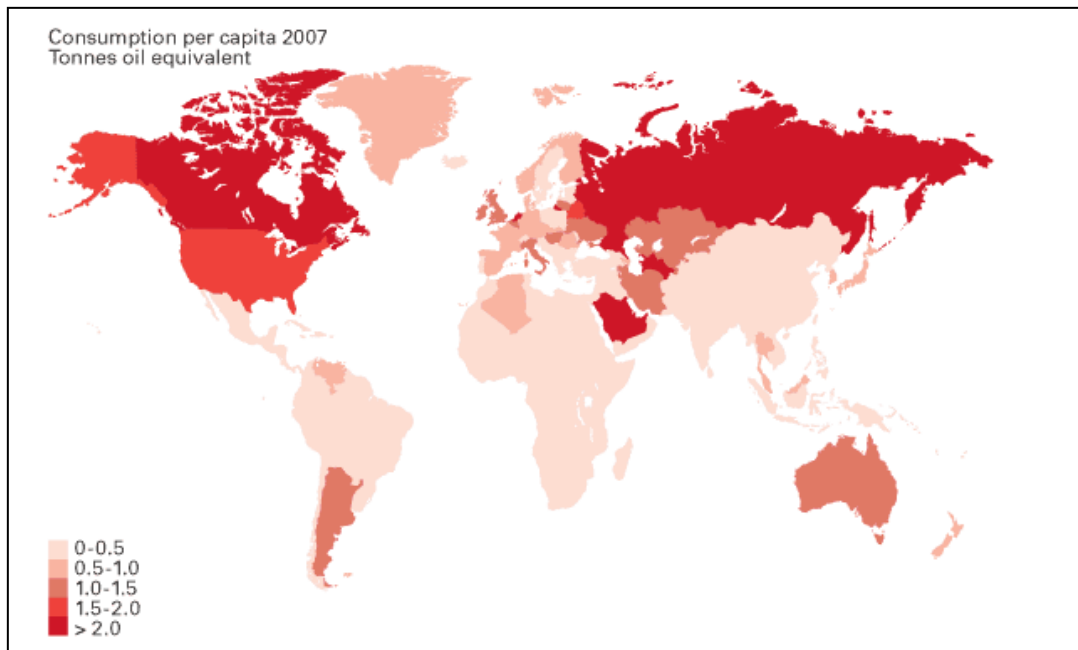 Consumption per capita 2007
Tonnes oil equivalent
0-0.5
0.5-1.0
1.0-1.5
1.5-2.0
> 2.0